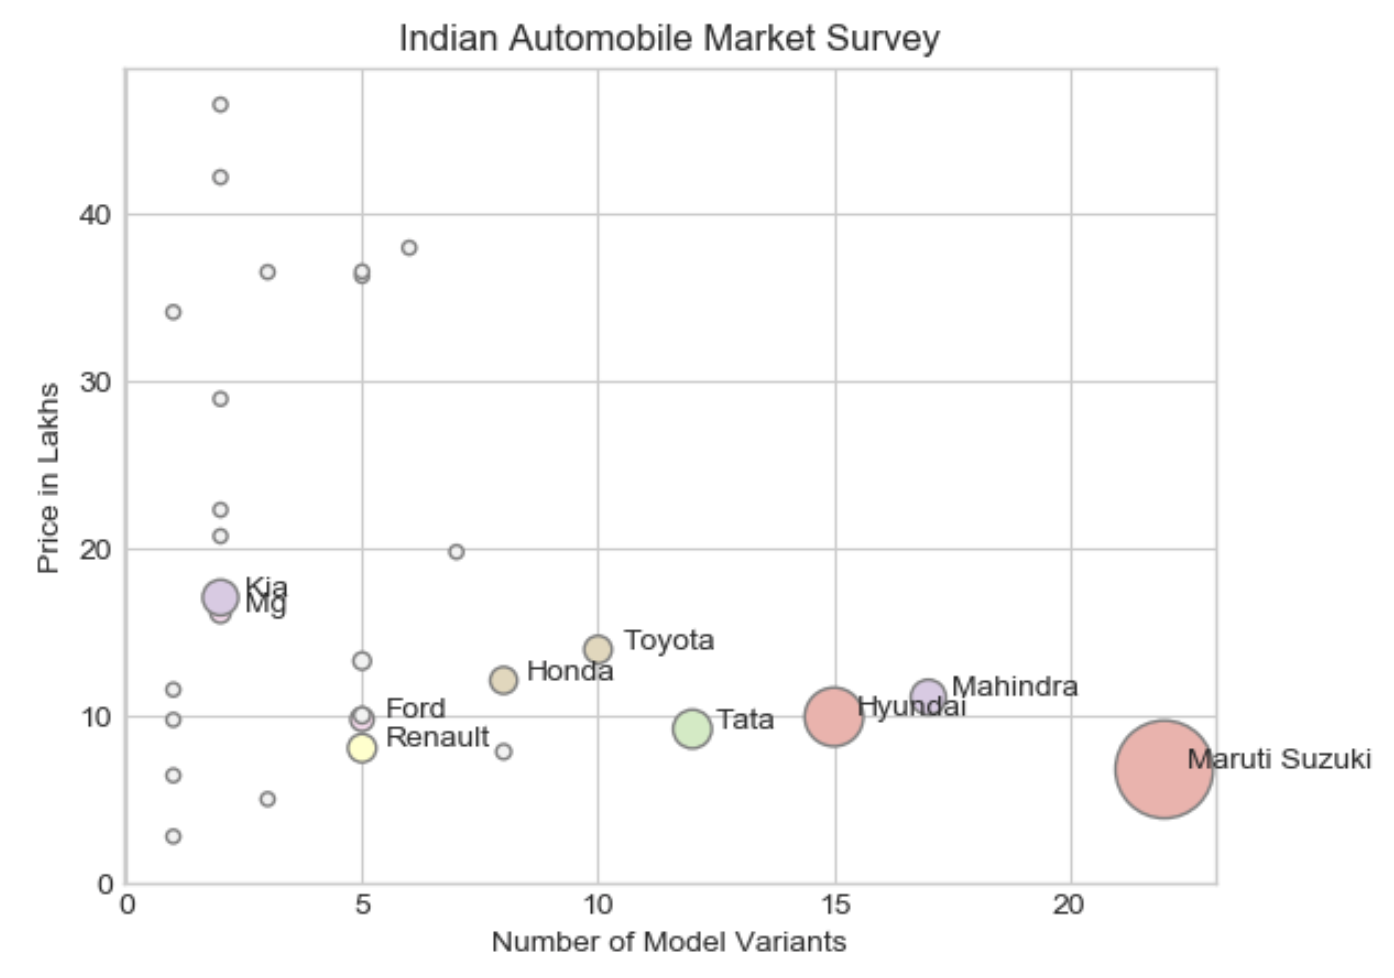 Indian Automobile Market Survey
40
30
20
10
0
Price in Lakhs
Kia
Mg
Toyota
Honda
Mahindra
Hyundai
Ford
Tata
Renault
Maruti Suzuki
0 5 10 15 20
Number of Model Variants